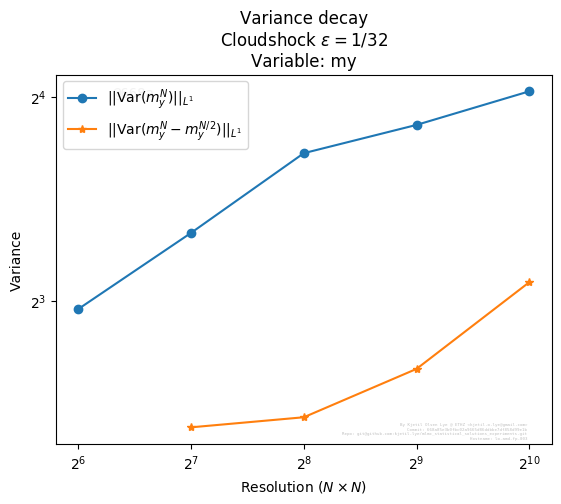 Variance decay
Cloudshock ε = 1/32
Variable: my
||Var(m_y^N)||_{L^1}
||Var(m_y^N − m_y^{N/2})||_{L^1}
Variance
2^4
2^3
2^6 2^7 2^8 2^9 2^10
Resolution (N × N)